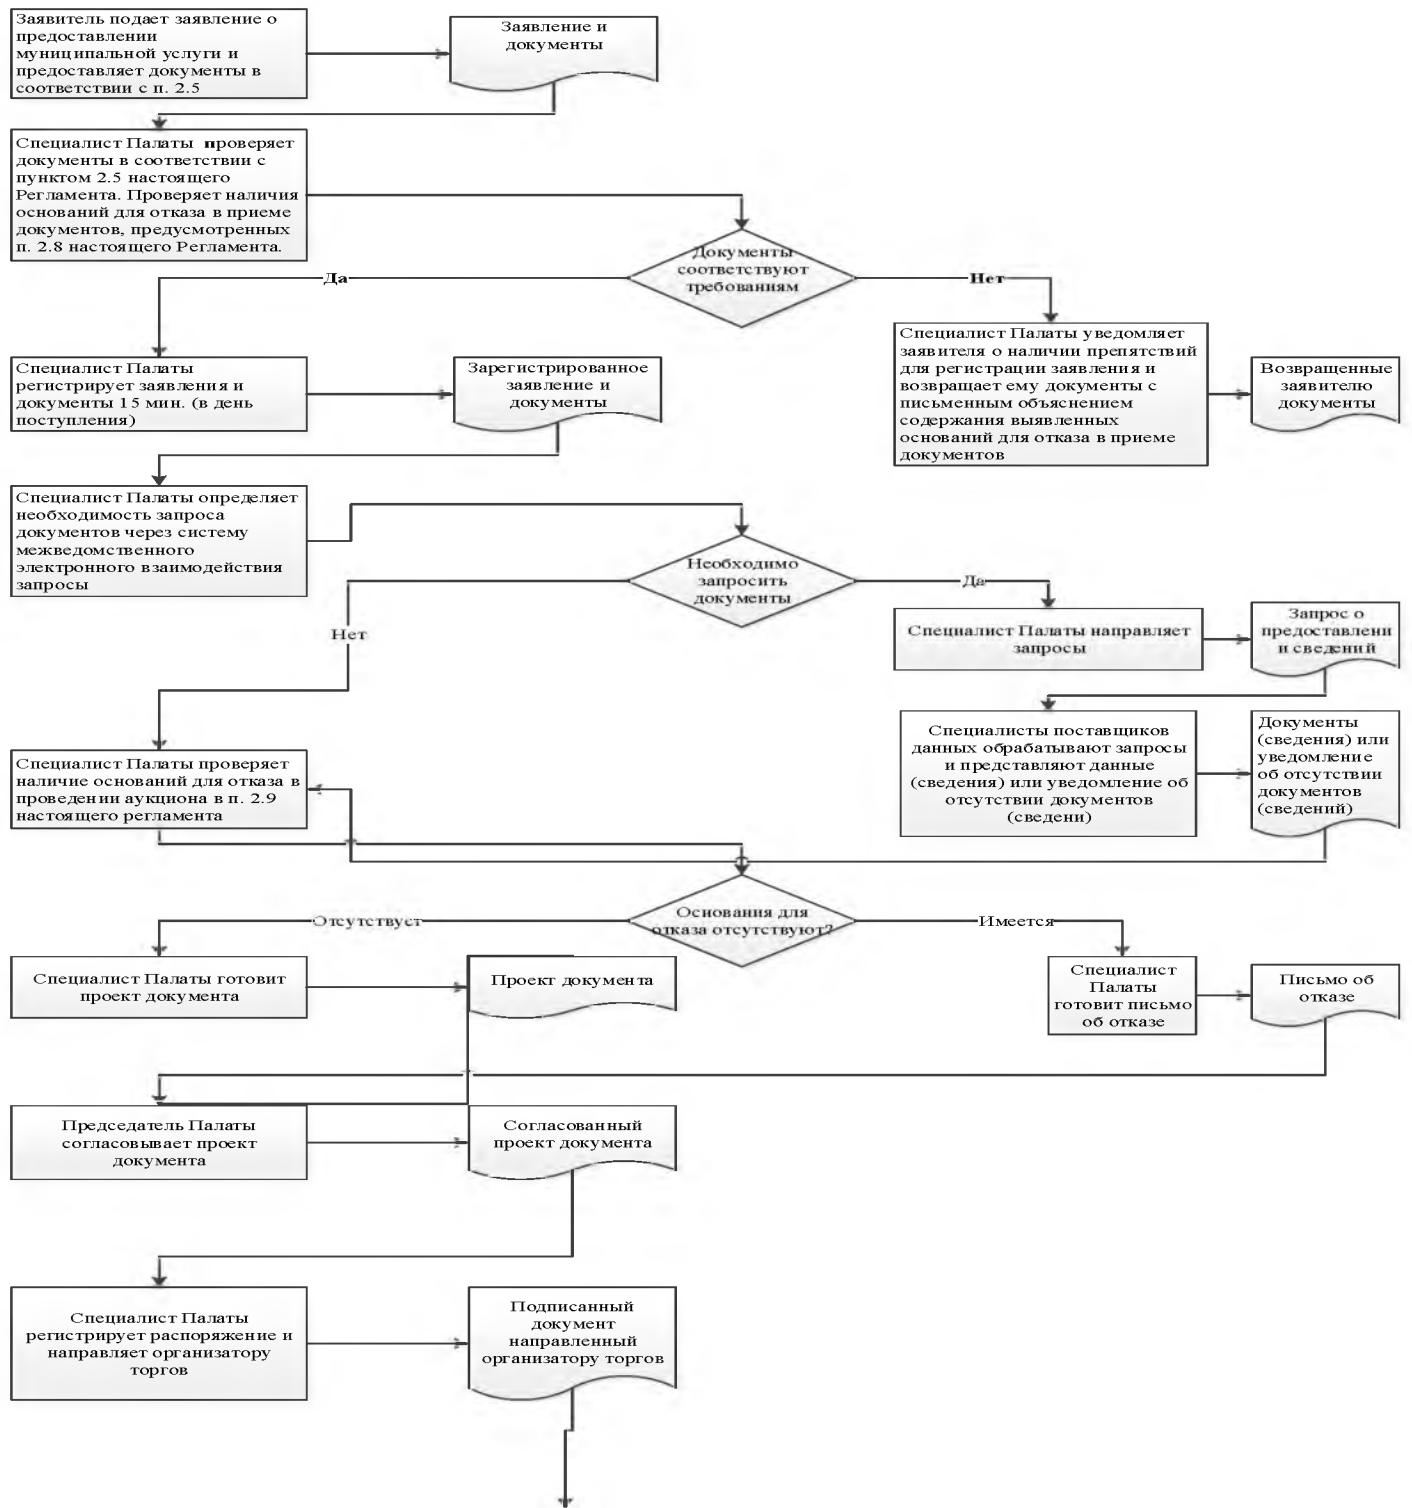 Заявитель подает заявление о
предоставлении
муниципальной услуги и
предоставляет документы в
соответствии с п. 2.5
Заявление и
документы
Специалист Палаты проверяет
документы в соответствии с
пунктом 2.5 настоящего
Регламента. Проверяет наличия
оснований для отказа в приеме
документов, предусмотренных
п. 2.8 настоящего Регламента.
Документы
соответствуют
требованиям
Да
Нет
Специалист Палаты
регистрирует заявления и
документы 15 мин. (в день
поступления)
Зарегистрированное
заявление и
документы
Специалист Палаты уведомляет
заявителя о наличии препятствий
для регистрации заявления и
возвращает ему документы с
письменным объяснением
содержания выявленных
оснований для отказа в приеме
документов
Возвращенные
заявителю
документы
Специалист Палаты определяет
необходимость запроса
документов через систему
межведомственного
электронного взаимодействия
запросы
Необходимо
запросить
документы
Да
Нет
Специалист Палаты направляет
запросы
Запрос о
предоставлени
и сведений
Специалисты поставщиков
данных обрабатывают запросы
и представляют данные
(сведения) или уведомление об
отсутствии документов
(сведени)
Документы
(сведения) или
уведомление
об отсутствии
документов
(сведений)
Специалист Палаты проверяет
наличие оснований для отказа в
проведении аукциона в п. 2.9
настоящего регламента
Основания для
отказа отсутствуют?
Отсутствует
Имеется
Специалист Палаты готовит
проект документа
Проект документа
Специалист
Палаты
готовит письмо
об отказе
Письмо об
отказе
Председатель Палаты
согласовывает проект
документа
Согласованный
проект документа
Специалист Палаты
регистрирует распоряжение и
направляет организатору
торгов
Подписанный
документ
направленный
организатору торгов